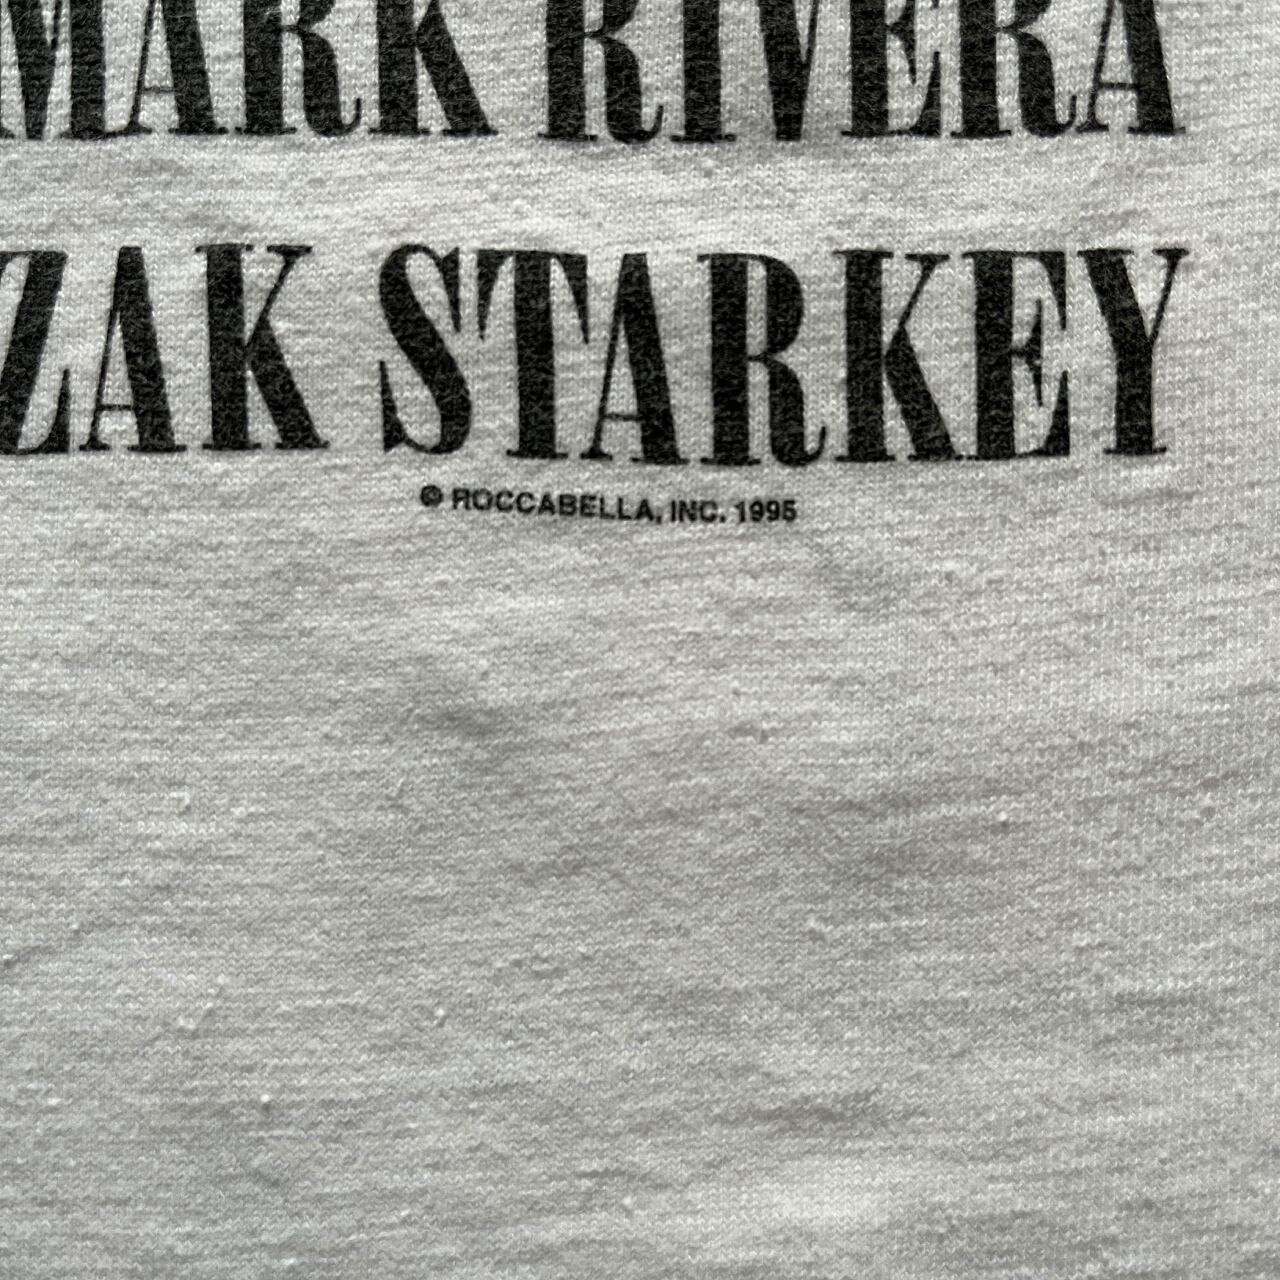 MARK RIVERA
ZAK STARKEY
© ROCCABELLA, INC. 1995